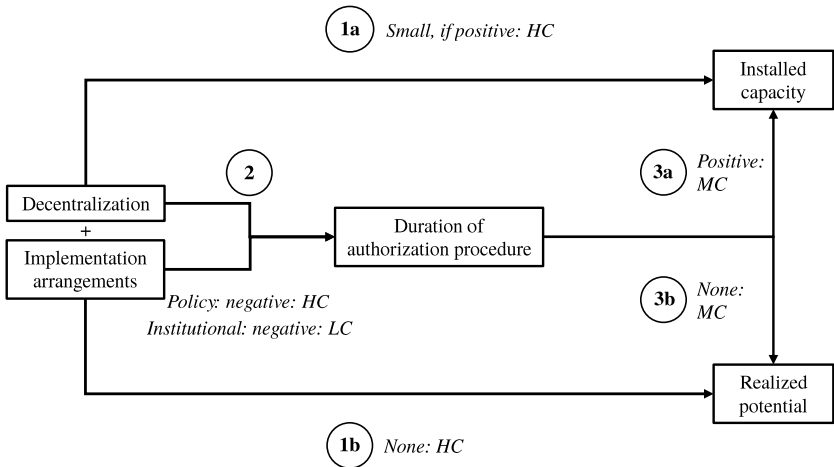 1a Small, if positive: HC
Installed
capacity
2
3a Positive:
MC
Decentralization
+
Implementation
arrangements
Duration of
authorization procedure
Policy: negative: HC
Institutional: negative: LC
3b None:
MC
Realized
potential
1b None: HC